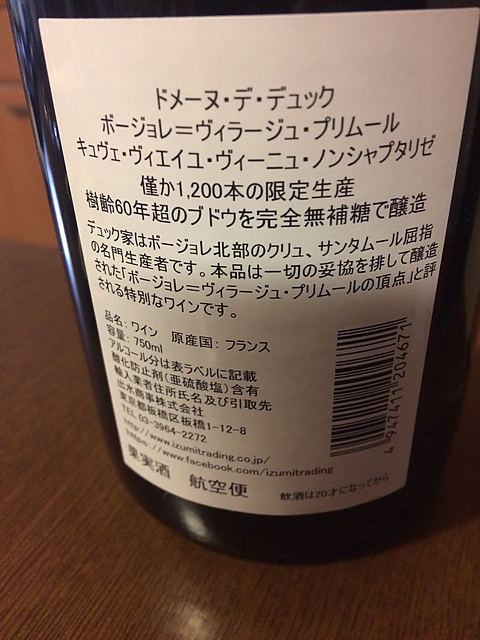 ドメーヌ・デ・デュック
ボージョレ=ヴィラージュ・プリムール
キュヴェ・ヴィエイユ・ヴィーニュ・ノンシャプタリゼ
僅か1,200本の限定生産
樹齢60年超のブドウを完全無補糖で醸造
デュック家はボージョレ北部のクリュ、サンタムール屈指
の名門生産者です。本品は一切の妥協を排して醸造
された「ボージョレ=ヴィラージュ・プリムールの頂点」と評
される特別なワインです。
品名: ワイン 原産国: フランス
容量: 750ml
アルコール分は表ラベルに記載
酸化防止剤(亜硫酸塩)含有
輸入業者住所氏名及び引取先
出水商事株式会社
東京都板橋区板橋1-12-8
TEL 03-3964-2272
http://www.izumitrading.co.jp/
https://www.facebook.com/izumitrading
果実酒 航空便
飲酒は20才になってから
4947411204671